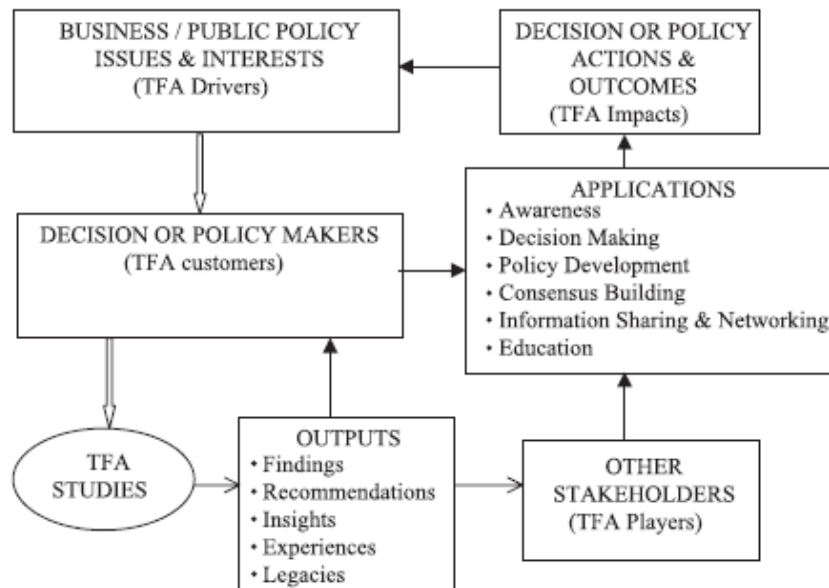 BUSINESS / PUBLIC POLICY
ISSUES & INTERESTS
(TFA Drivers)
DECISION OR POLICY
ACTIONS &
OUTCOMES
(TFA Impacts)
DECISION OR POLICY MAKERS
(TFA customers)
APPLICATIONS
• Awareness
• Decision Making
• Policy Development
• Consensus Building
• Information Sharing & Networking
• Education
TFA
STUDIES
OUTPUTS
• Findings
• Recommendations
• Insights
• Experiences
• Legacies
OTHER
STAKEHOLDERS
(TFA Players)